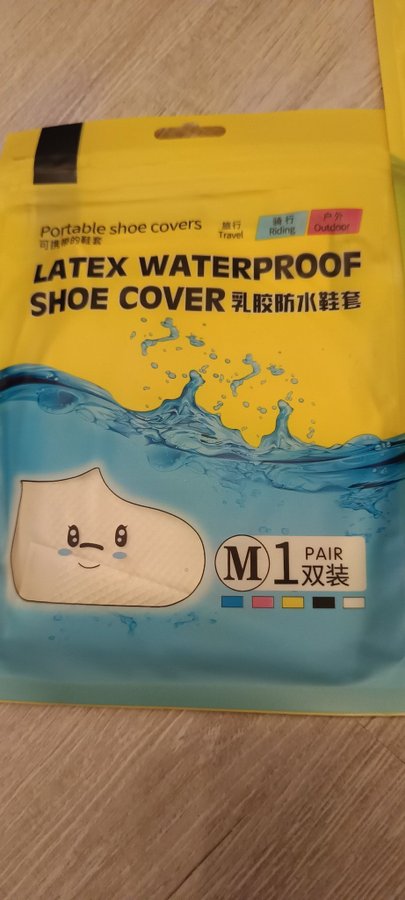 Portable shoe covers
可携带的鞋套
旅行
Travel
骑行
Riding
户外
Outdoor
LATEX WATERPROOF
SHOE COVER 乳胶防水鞋套
M 1 PAIR
双装